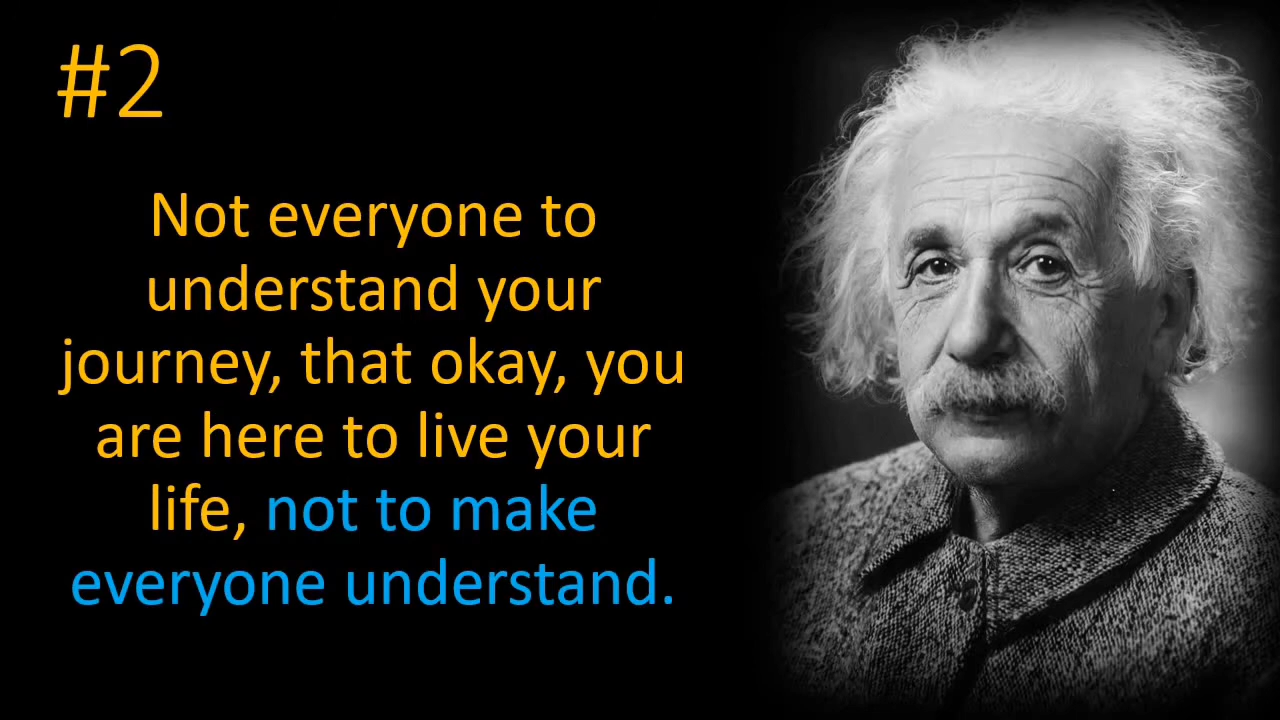 #2
Not everyone to
understand your
journey, that okay, you
are here to live your
life, not to make
everyone understand.